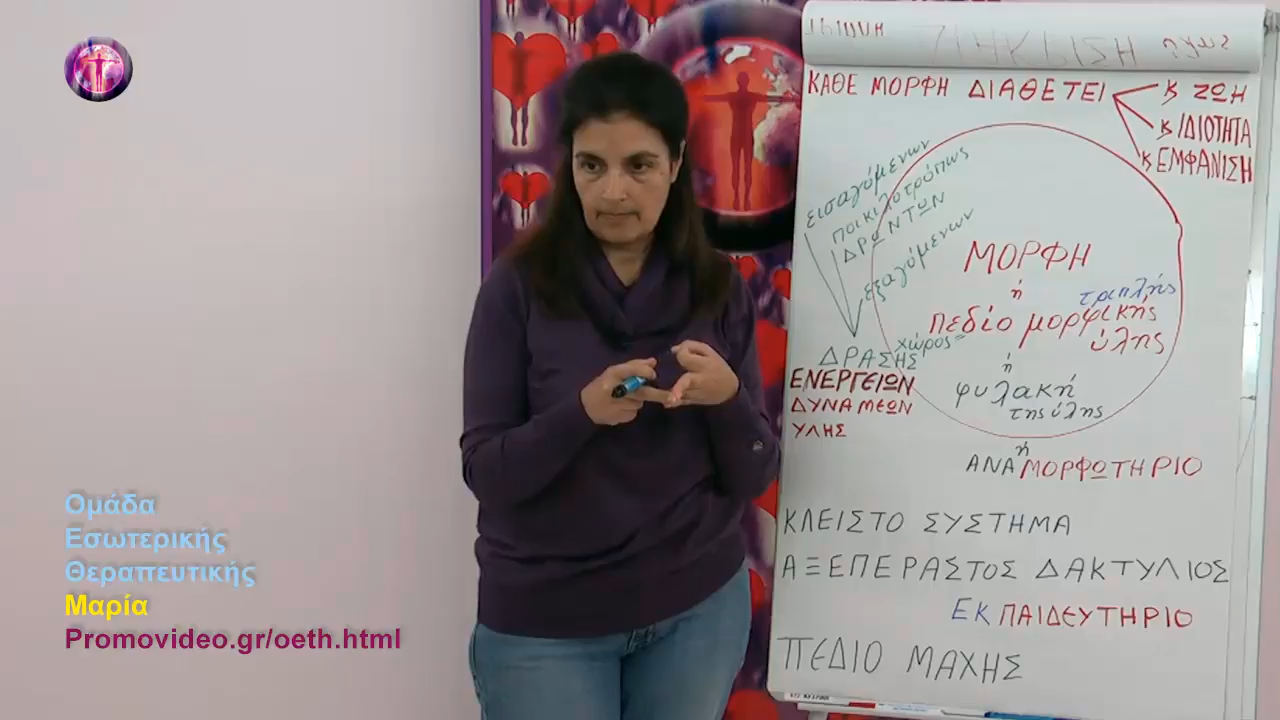 ΚΑΘΕ ΜΟΡΦΗ ΔΙΑΘΕΤΕΙ
ΖΩΗ
ΙΔΙΟΤΗΤΑ
ΕΜΦΑΝΙΣΗ
εισαγόμενων
ποικιλοτρόπως
ΔΡΩΝΤΩΝ
εξαγόμενων
ΜΟΡΦΗ
ή
τριπλής
πεδίο μορφικής
ύλης
χώρος=
ΔΡΑΣΗΣ
ΕΝΕΡΓΕΙΩΝ
ΔΥΝΑΜΕΩΝ
ΥΛΗΣ
ή
φυλακή
της ύλης
ή
ΑΝΑΜΟΡΦΩΤΗΡΙΟ
ΚΛΕΙΣΤΟ ΣΥΣΤΗΜΑ
ΑΞΕΠΕΡΑΣΤΟΣ ΔΑΚΤΥΛΙΟΣ
ΕΚΠΑΙΔΕΥΤΗΡΙΟ
ΠΕΔΙΟ ΜΑΧΗΣ
Ομάδα
Εσωτερικής
Θεραπευτικής
Μαρία
Promovideo.gr/oeth.html